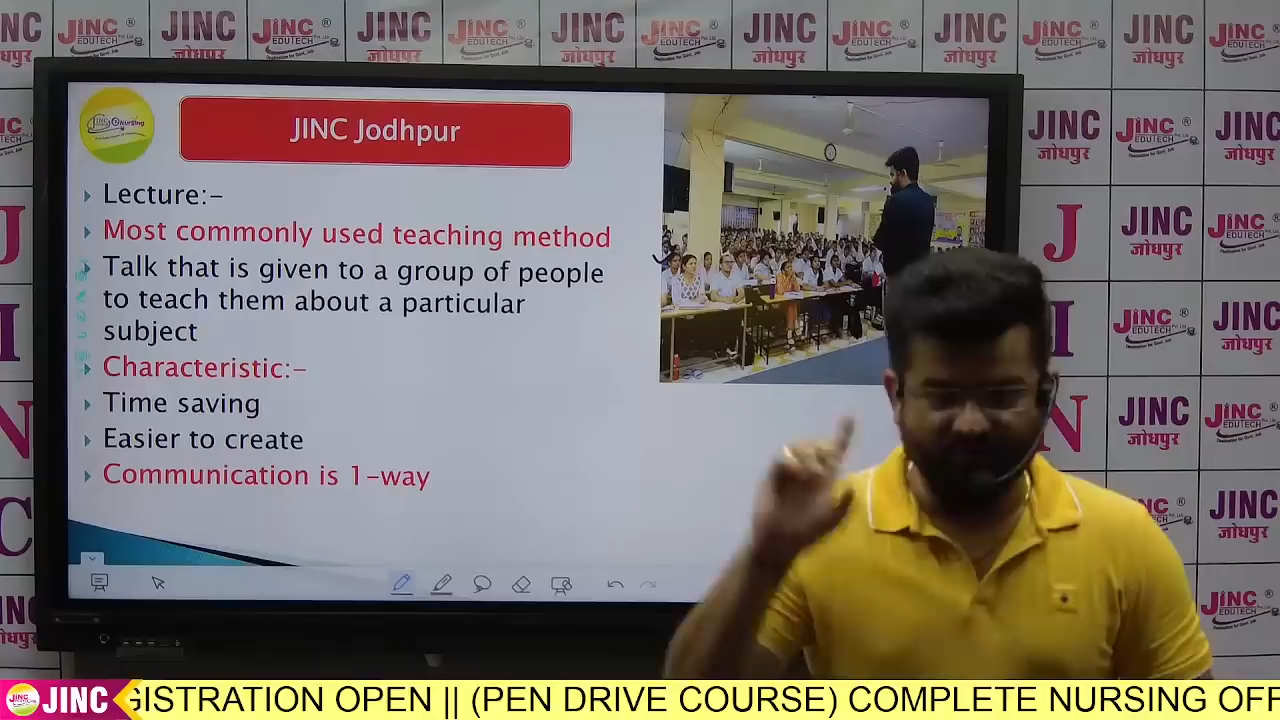 JINC Jodhpur
Lecture:-
Most commonly used teaching method
Talk that is given to a group of people
to teach them about a particular
subject
Characteristic:-
Time saving
Easier to create
Communication is 1-way
JINC
जोधपुर
JINC
EDUTECH
JINC GISTRATION OPEN || (PEN DRIVE COURSE) COMPLETE NURSING OFF